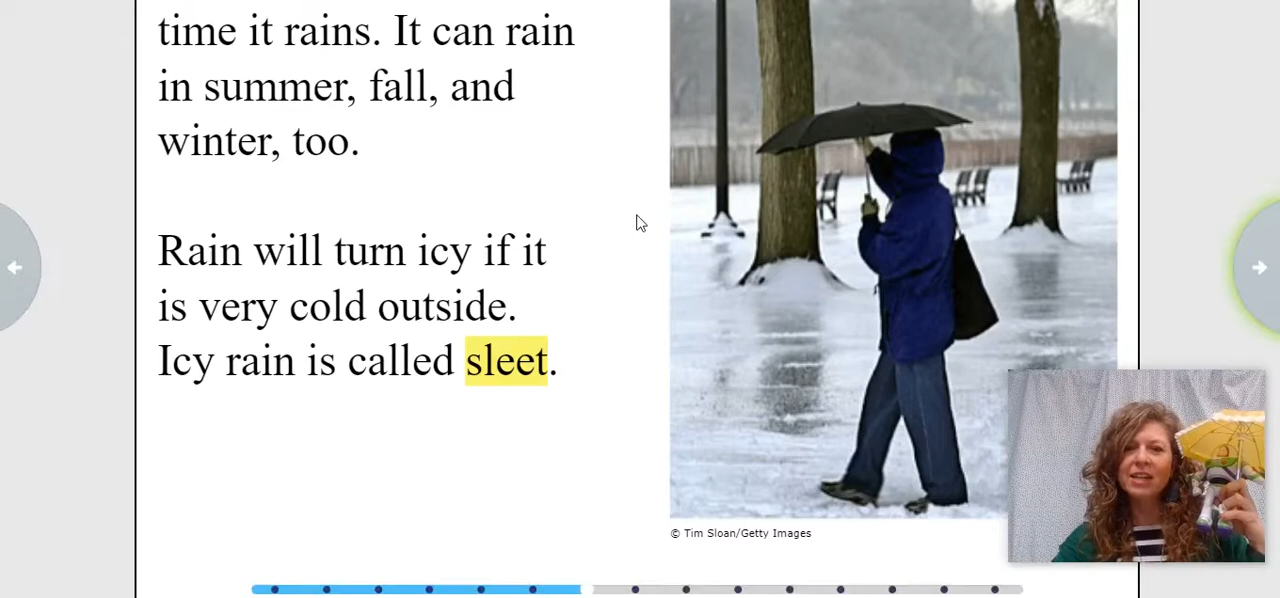 time it rains. It can rain
in summer, fall, and
winter, too.
Rain will turn icy if it
is very cold outside.
Icy rain is called sleet.
© Tim Sloan/Getty Images